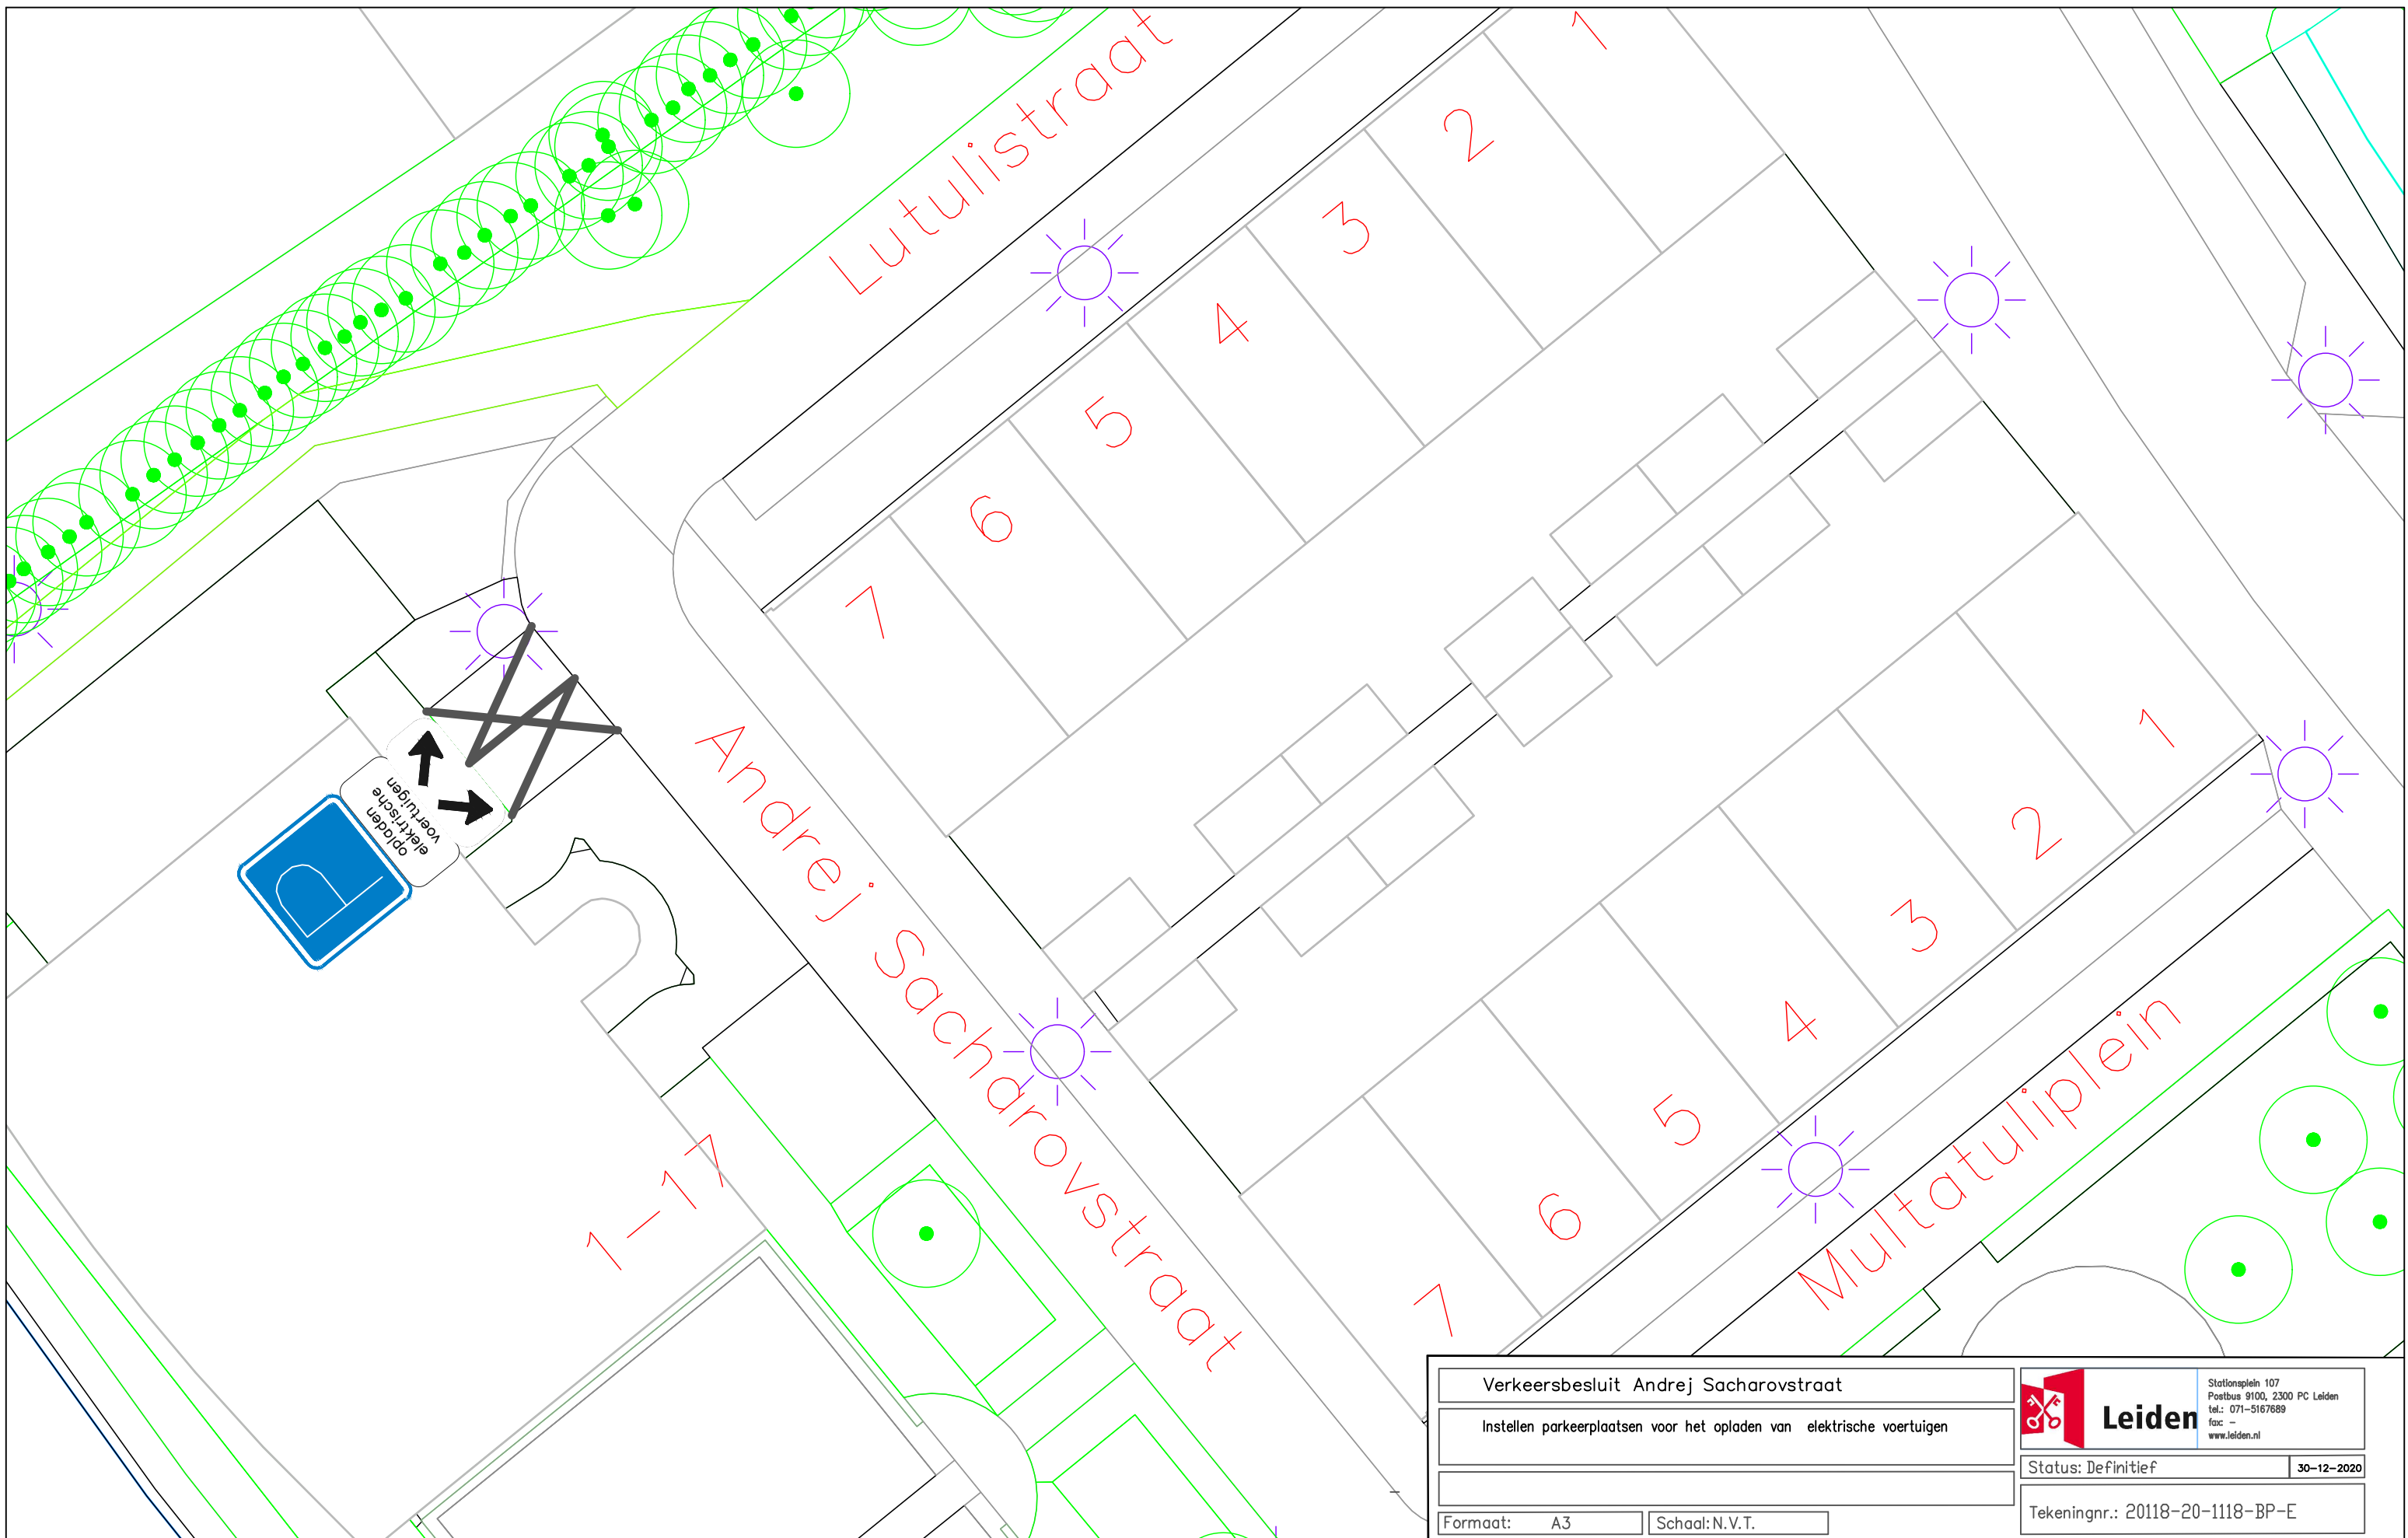 Lutulistraat
1
2
3
4
5
6
7
opladen
elektrische
voertuigen
Andrej Sacharovstraat
1
2
3
4
5
6
7
1-17
Multatuliplein
Verkeersbesluit Andrej Sacharovstraat
Instellen parkeerplaatsen voor het opladen van elektrische voertuigen
Formaat: A3
Schaal: N.V.T.
Leiden
Stationsplein 107
Postbus 9100, 2300 PC Leiden
tel.: 071-5167689
fax: -
www.leiden.nl
Status: Definitief
30-12-2020
Tekeningnr.: 20118-20-1118-BP-E